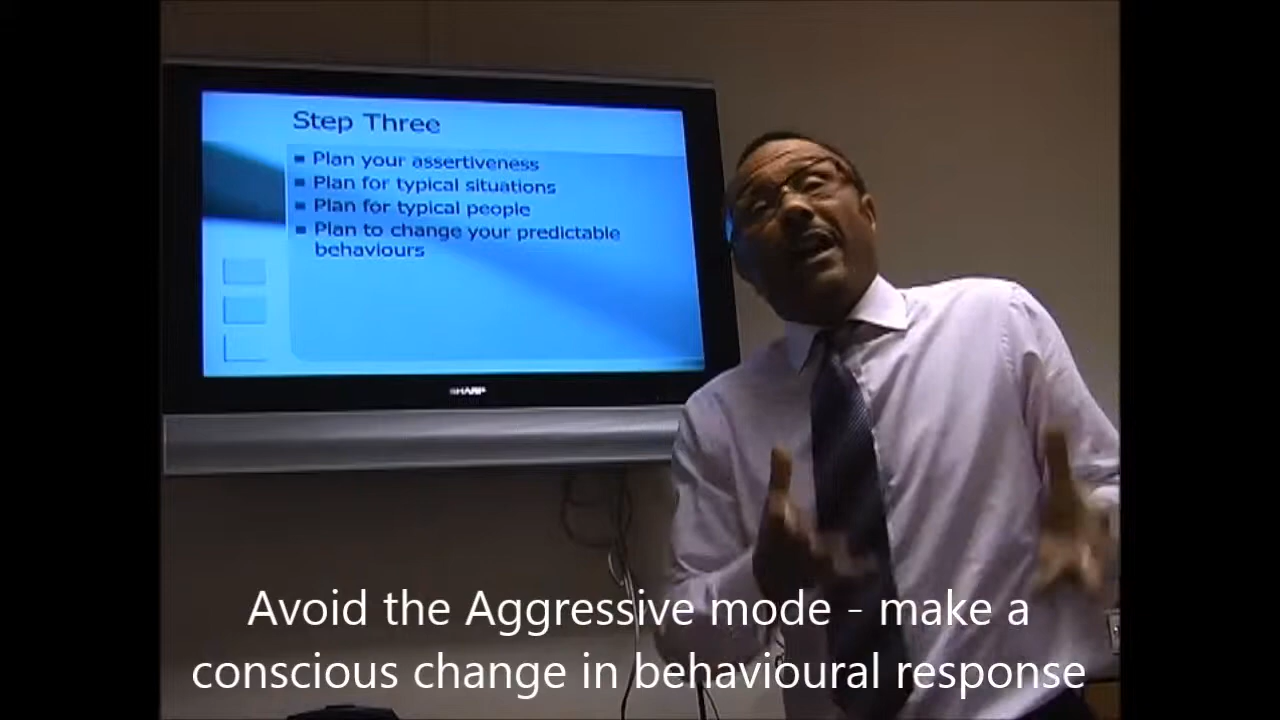 Step Three
Plan your assertiveness
Plan for typical situations
Plan for typical people
Plan to change your predictable
behaviours
SHARP
Avoid the Aggressive mode - make a
conscious change in behavioural response